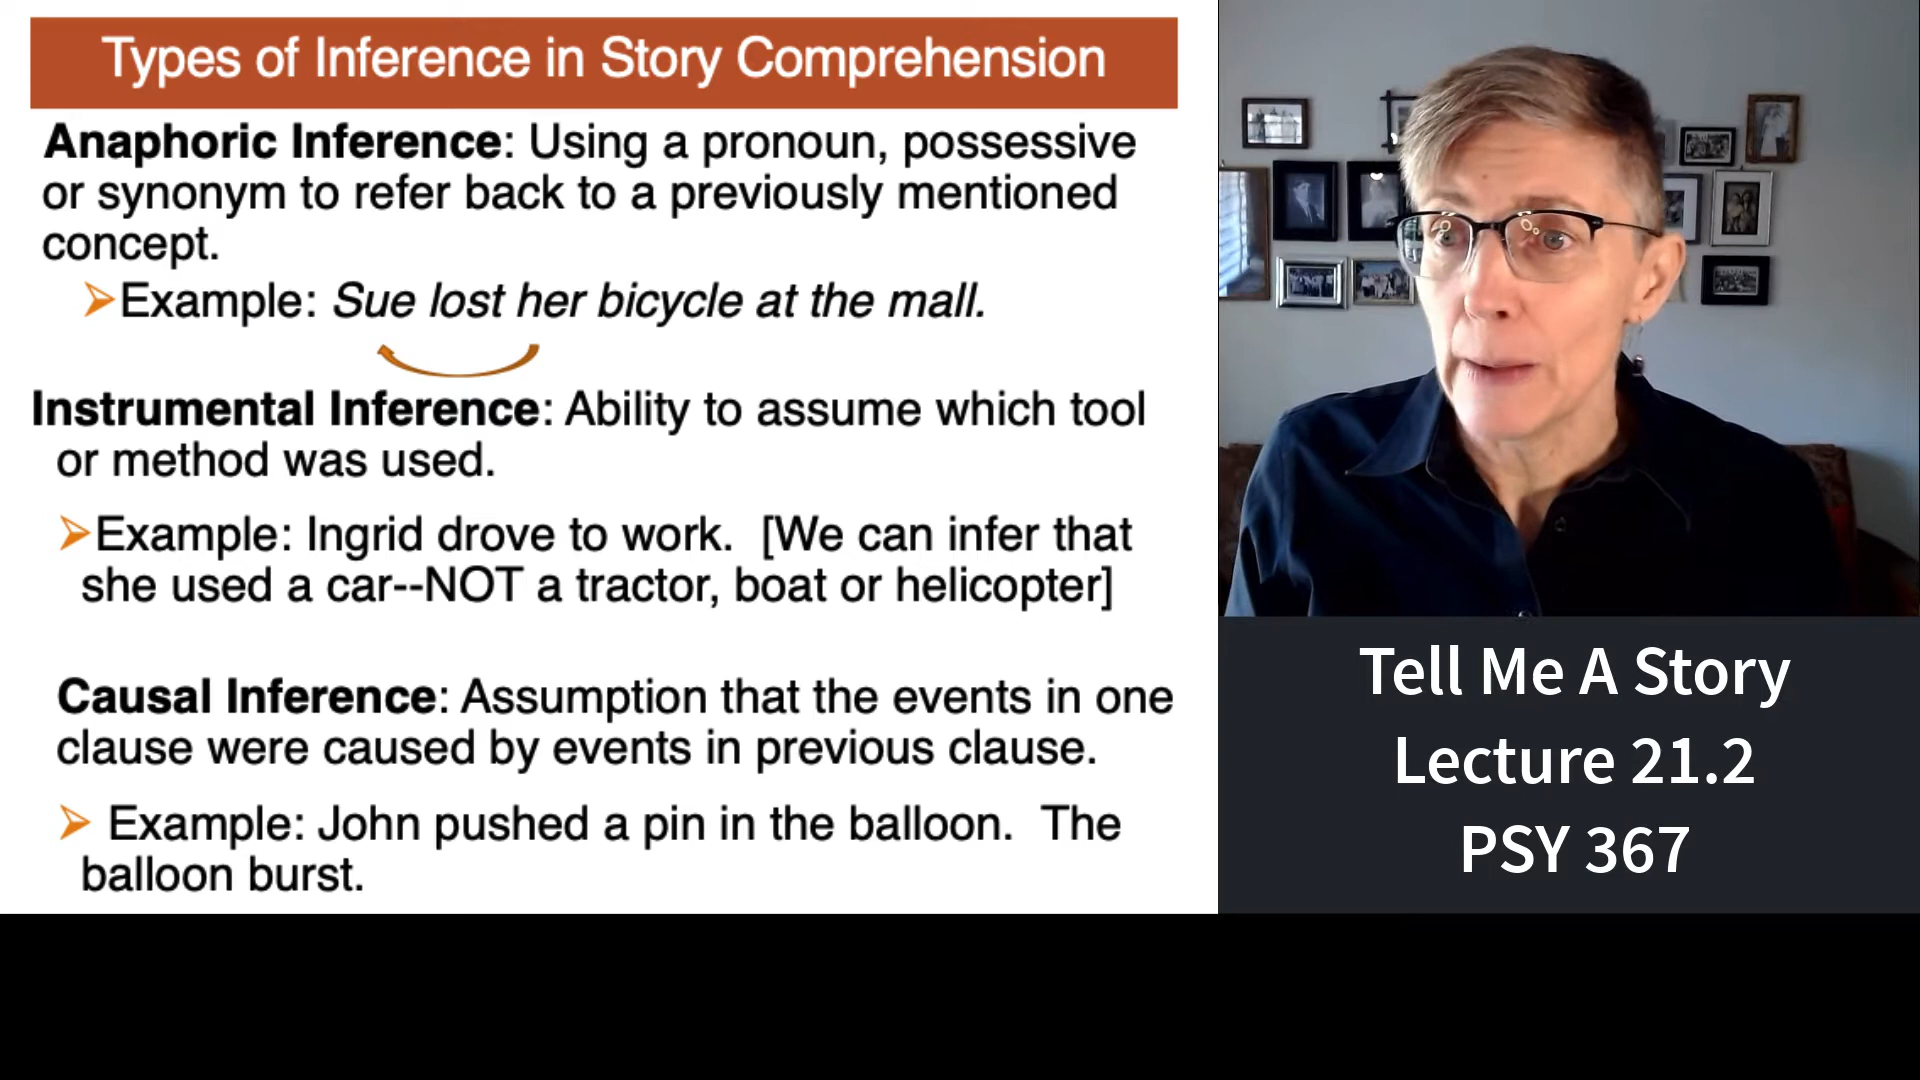 Types of Inference in Story Comprehension
Anaphoric Inference: Using a pronoun, possessive
or synonym to refer back to a previously mentioned
concept.
Example: Sue lost her bicycle at the mall.
Instrumental Inference: Ability to assume which tool
or method was used.
Example: Ingrid drove to work. [We can infer that
she used a car--NOT a tractor, boat or helicopter]
Causal Inference: Assumption that the events in one
clause were caused by events in previous clause.
Example: John pushed a pin in the balloon. The
balloon burst.
Tell Me A Story
Lecture 21.2
PSY 367